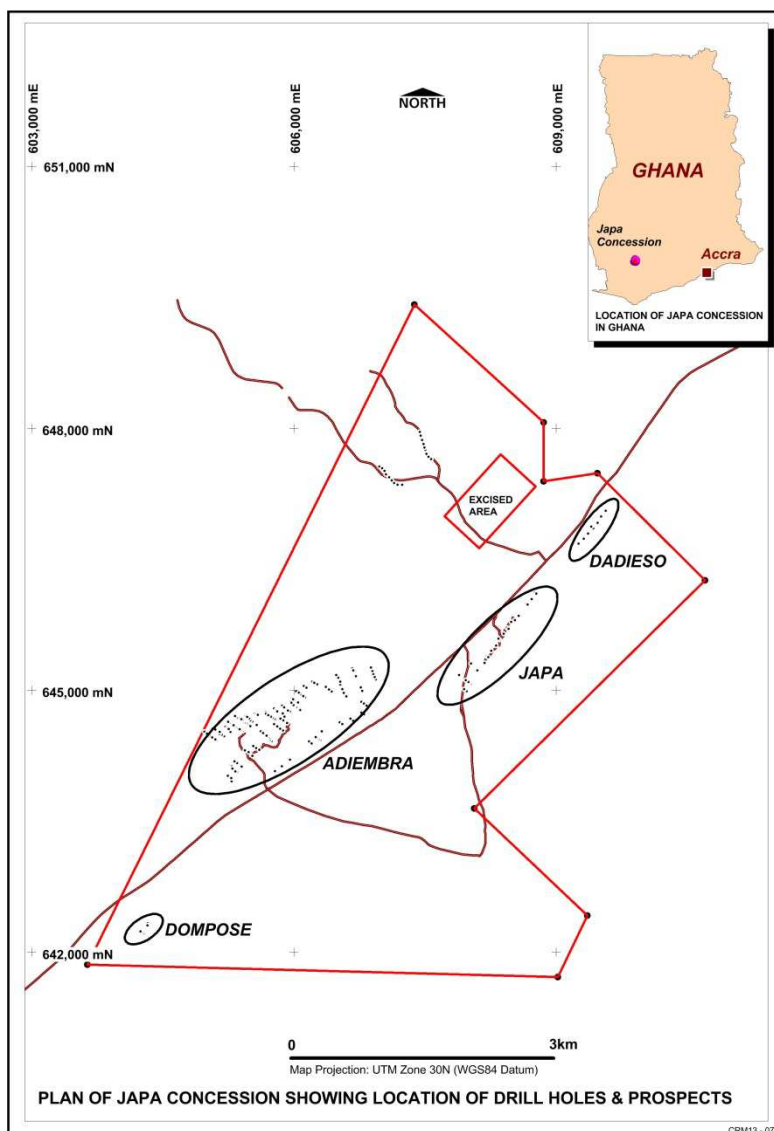 603,000 mE
606,000 mE
609,000 mE
NORTH
651,000 mN
GHANA
Japa
Concession
Accra
LOCATION OF JAPA CONCESSION
IN GHANA
648,000 mN
EXCISED
AREA
DADIESO
JAPA
645,000 mN
ADIEMBRA
DOMPOSE
642,000 mN
0 3km
Map Projection: UTM Zone 30N (WGS84 Datum)
PLAN OF JAPA CONCESSION SHOWING LOCATION OF DRILL HOLES & PROSPECTS
CRM13 - 07